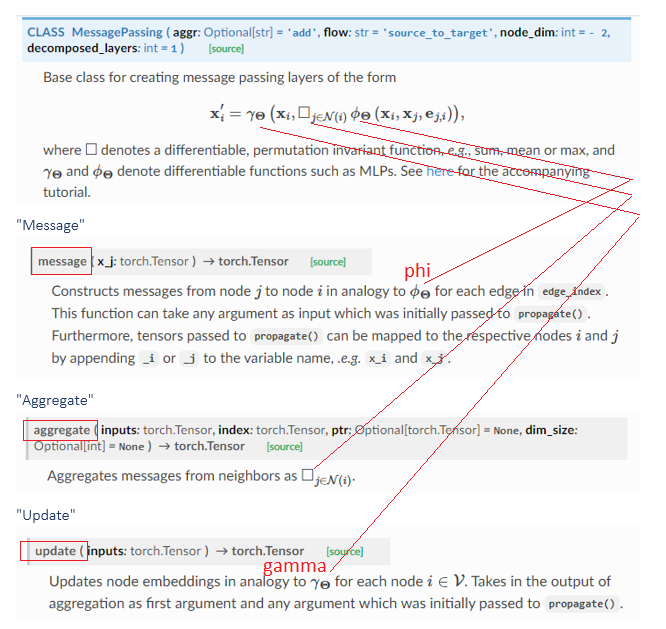 CLASS MessagePassing ( aggr: Optional[str] = 'add', flow: str = 'source_to_target', node_dim: int = - 2,
decomposed_layers: int = 1 ) [source]
Base class for creating message passing layers of the form
x′ᵢ = γ_Θ (xᵢ, □_{j∈N(i)} ϕ_Θ (xᵢ, xⱼ, e_{j,i})),
where □ denotes a differentiable, permutation invariant function, e.g., sum, mean or max, and
γ_Θ and ϕ_Θ denote differentiable functions such as MLPs. See here for the accompanying
tutorial.
"Message"
message ( x_j: torch.Tensor ) → torch.Tensor [source]
phi
Constructs messages from node j to node i in analogy to ϕ_Θ for each edge in edge_index .
This function can take any argument as input which was initially passed to propagate() .
Furthermore, tensors passed to propagate() can be mapped to the respective nodes i and j
by appending _i or _j to the variable name, .e.g. x_i and x_j .
"Aggregate"
aggregate ( inputs: torch.Tensor, index: torch.Tensor, ptr: Optional[torch.Tensor] = None, dim_size:
Optional[int] = None ) → torch.Tensor [source]
Aggregates messages from neighbors as □_{j∈N(i)}.
"Update"
update ( inputs: torch.Tensor ) → torch.Tensor [source]
gamma
Updates node embeddings in analogy to γ_Θ for each node i ∈ V. Takes in the output of
aggregation as first argument and any argument which was initially passed to propagate() .